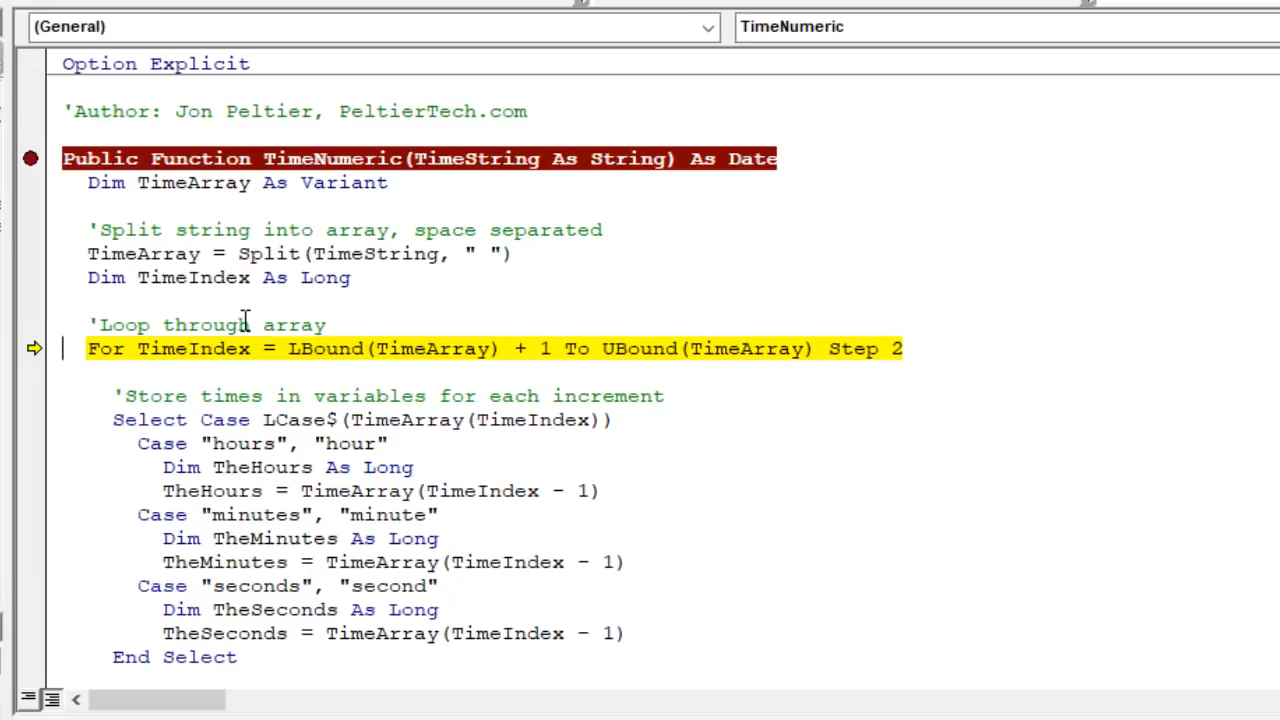 (General) TimeNumeric
Option Explicit
'Author: Jon Peltier, PeltierTech.com
Public Function TimeNumeric(TimeString As String) As Date
Dim TimeArray As Variant
'Split string into array, space separated
TimeArray = Split(TimeString, " ")
Dim TimeIndex As Long
'Loop through array
For TimeIndex = LBound(TimeArray) + 1 To UBound(TimeArray) Step 2
'Store times in variables for each increment
Select Case LCase$(TimeArray(TimeIndex))
Case "hours", "hour"
Dim TheHours As Long
TheHours = TimeArray(TimeIndex - 1)
Case "minutes", "minute"
Dim TheMinutes As Long
TheMinutes = TimeArray(TimeIndex - 1)
Case "seconds", "second"
Dim TheSeconds As Long
TheSeconds = TimeArray(TimeIndex - 1)
End Select